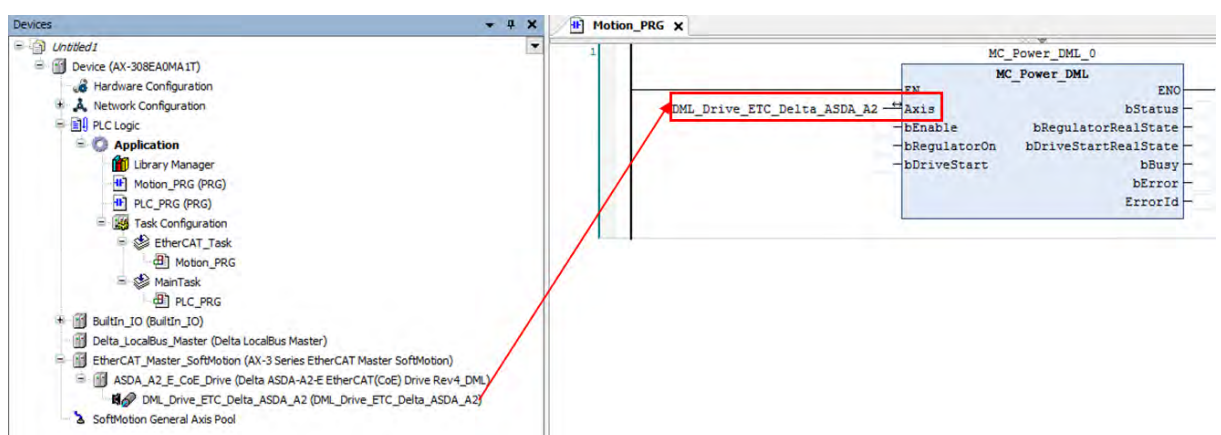 Devices
Untitled1
Device (AX-308EA0MA1T)
Hardware Configuration
Network Configuration
PLC Logic
Application
Library Manager
Motion_PRG (PRG)
PLC_PRG (PRG)
Task Configuration
EtherCAT_Task
Motion_PRG
MainTask
PLC_PRG
BuiltIn_IO (BuiltIn_IO)
Delta_LocalBus_Master (Delta LocalBus Master)
EtherCAT_Master_SoftMotion (AX-3 Series EtherCAT Master SoftMotion)
ASDA_A2_E_CoE_Drive (Delta ASDA-A2-E EtherCAT(CoE) Drive Rev4_DML)
DML_Drive_ETC_Delta_ASDA_A2 (DML_Drive_ETC_Delta_ASDA_A2)
SoftMotion General Axis Pool
Motion_PRG
1
MC_Power_DML_0
MC_Power_DML
EN ENO
DML_Drive_ETC_Delta_ASDA_A2 Axis bStatus
bEnable bRegulatorRealState
bRegulatorOn bDriveStartRealState
bDriveStart bBusy
bError
ErrorId